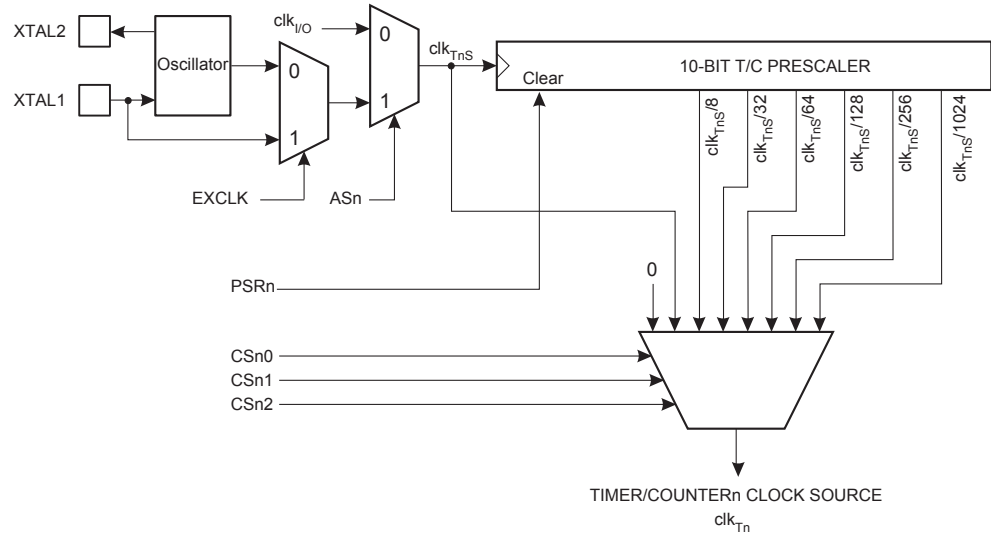 clkI/O
XTAL2
Oscillator
XTAL1
0
1
0
1
clkTnS
10-BIT T/C PRESCALER
Clear
clkTnS/8
clkTnS/32
clkTnS/64
clkTnS/128
clkTnS/256
clkTnS/1024
EXCLK
ASn
PSRn
0
CSn0
CSn1
CSn2
TIMER/COUNTERn CLOCK SOURCE
clkTn